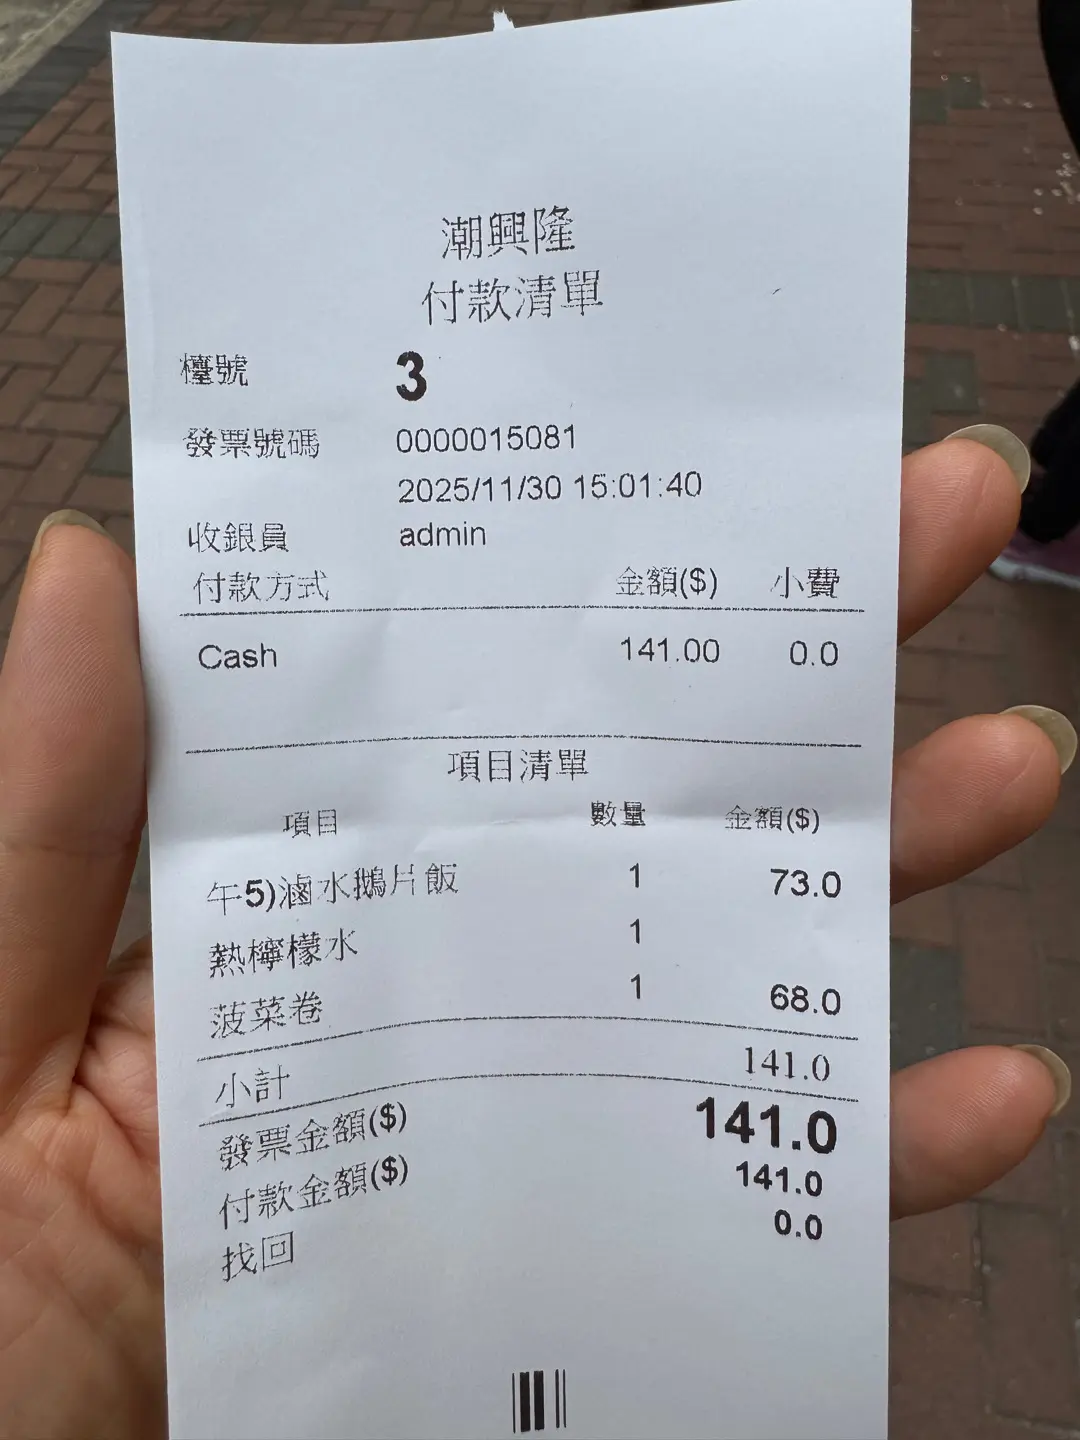 潮興隆
付款清單
檯號 3
發票號碼 0000015081
2025/11/30 15:01:40
收銀員 admin
付款方式 金額($) 小費
Cash 141.00 0.0
項目清單
項目 數量 金額($)
午5)滷水鵝片飯 1 73.0
熱檸檬水 1
菠菜卷 1 68.0
小計 141.0
發票金額($) 141.0
付款金額($) 141.0
找回 0.0